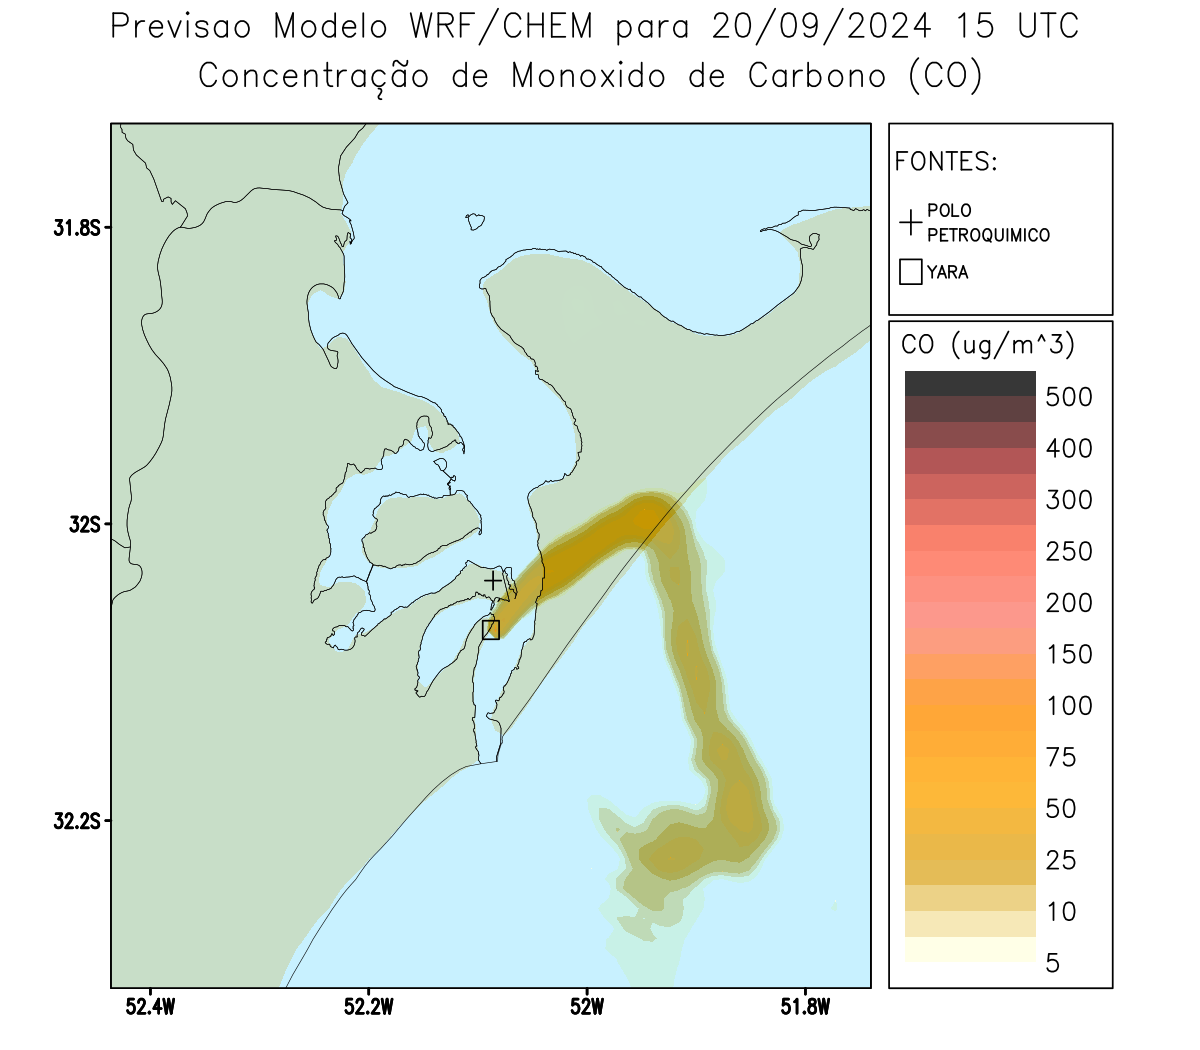 Previsao Modelo WRF/CHEM para 20/09/2024 15 UTC
Concentração de Monoxido de Carbono (CO)
FONTES:
POLO
PETROQUIMICO
YARA
CO (ug/m^3)
500
400
300
250
200
150
100
75
50
25
10
5
31.8S
32S
32.2S
52.4W
52.2W
52W
51.8W